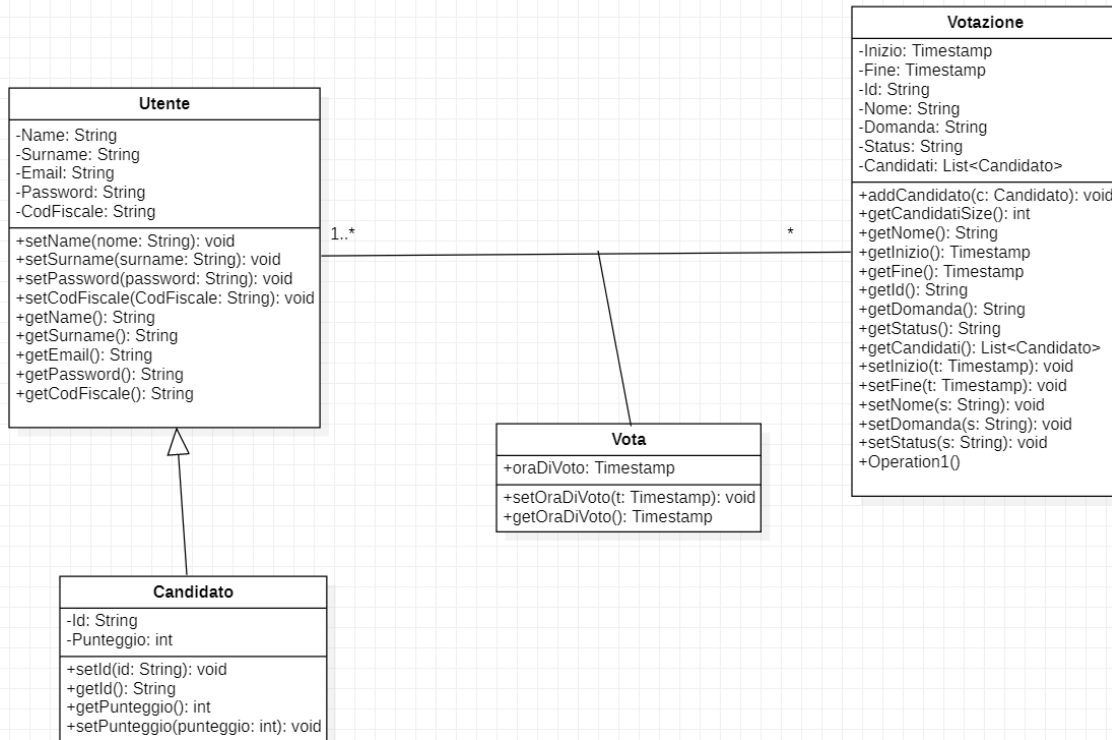 Utente
-Name: String
-Surname: String
-Email: String
-Password: String
-CodFiscale: String
+setName(nome: String): void
+setSurname(surname: String): void
+setPassword(password: String): void
+setCodFiscale(CodFiscale: String): void
+getName(): String
+getSurname(): String
+getEmail(): String
+getPassword(): String
+getCodFiscale(): String
1..*
*
Votazione
-Inizio: Timestamp
-Fine: Timestamp
-Id: String
-Nome: String
-Domanda: String
-Status: String
-Candidati: List<Candidato>
+addCandidato(c: Candidato): void
+getCandidatiSize(): int
+getNome(): String
+getInizio(): Timestamp
+getFine(): Timestamp
+getId(): String
+getDomanda(): String
+getStatus(): String
+getCandidati(): List<Candidato>
+setInizio(t: Timestamp): void
+setFine(t: Timestamp): void
+setNome(s: String): void
+setDomanda(s: String): void
+setStatus(s: String): void
+Operation1()
Vota
+oraDiVoto: Timestamp
+setOraDiVoto(t: Timestamp): void
+getOraDiVoto(): Timestamp
Candidato
-Id: String
-Punteggio: int
+setId(id: String): void
+getId(): String
+getPunteggio(): int
+setPunteggio(punteggio: int): void